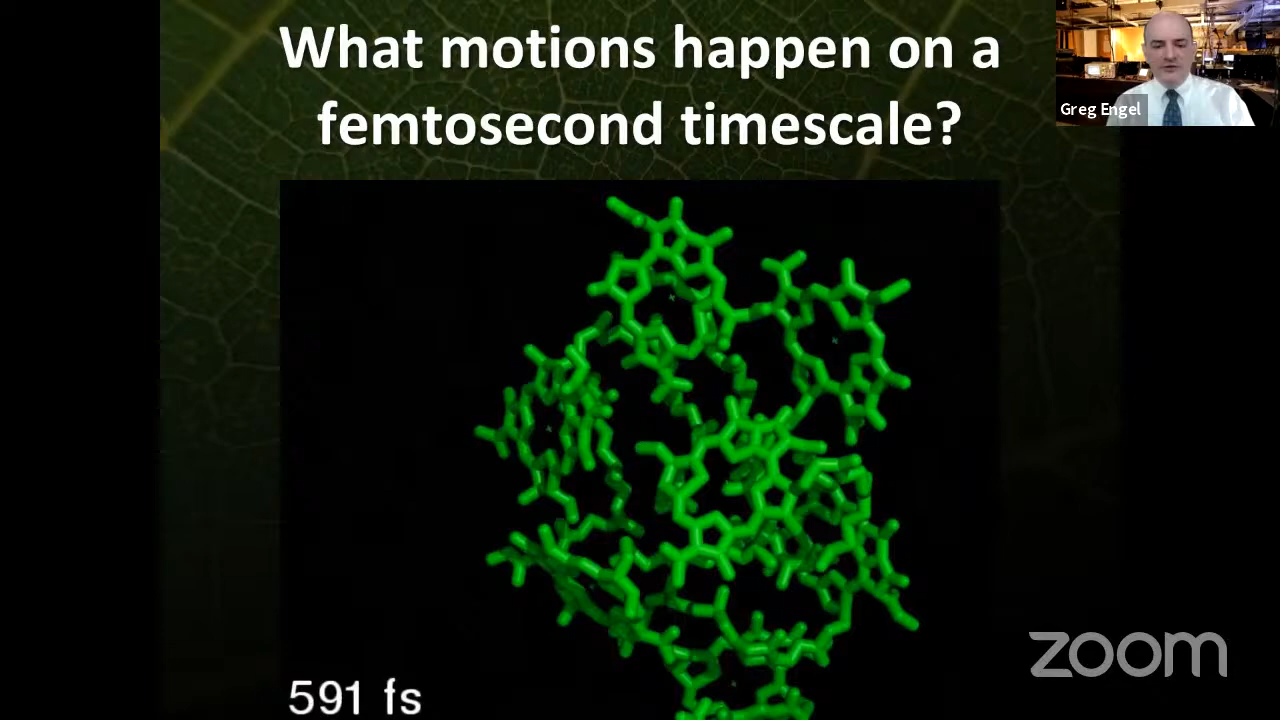 What motions happen on a
femtosecond timescale?
Greg Engel
591 fs
zoom